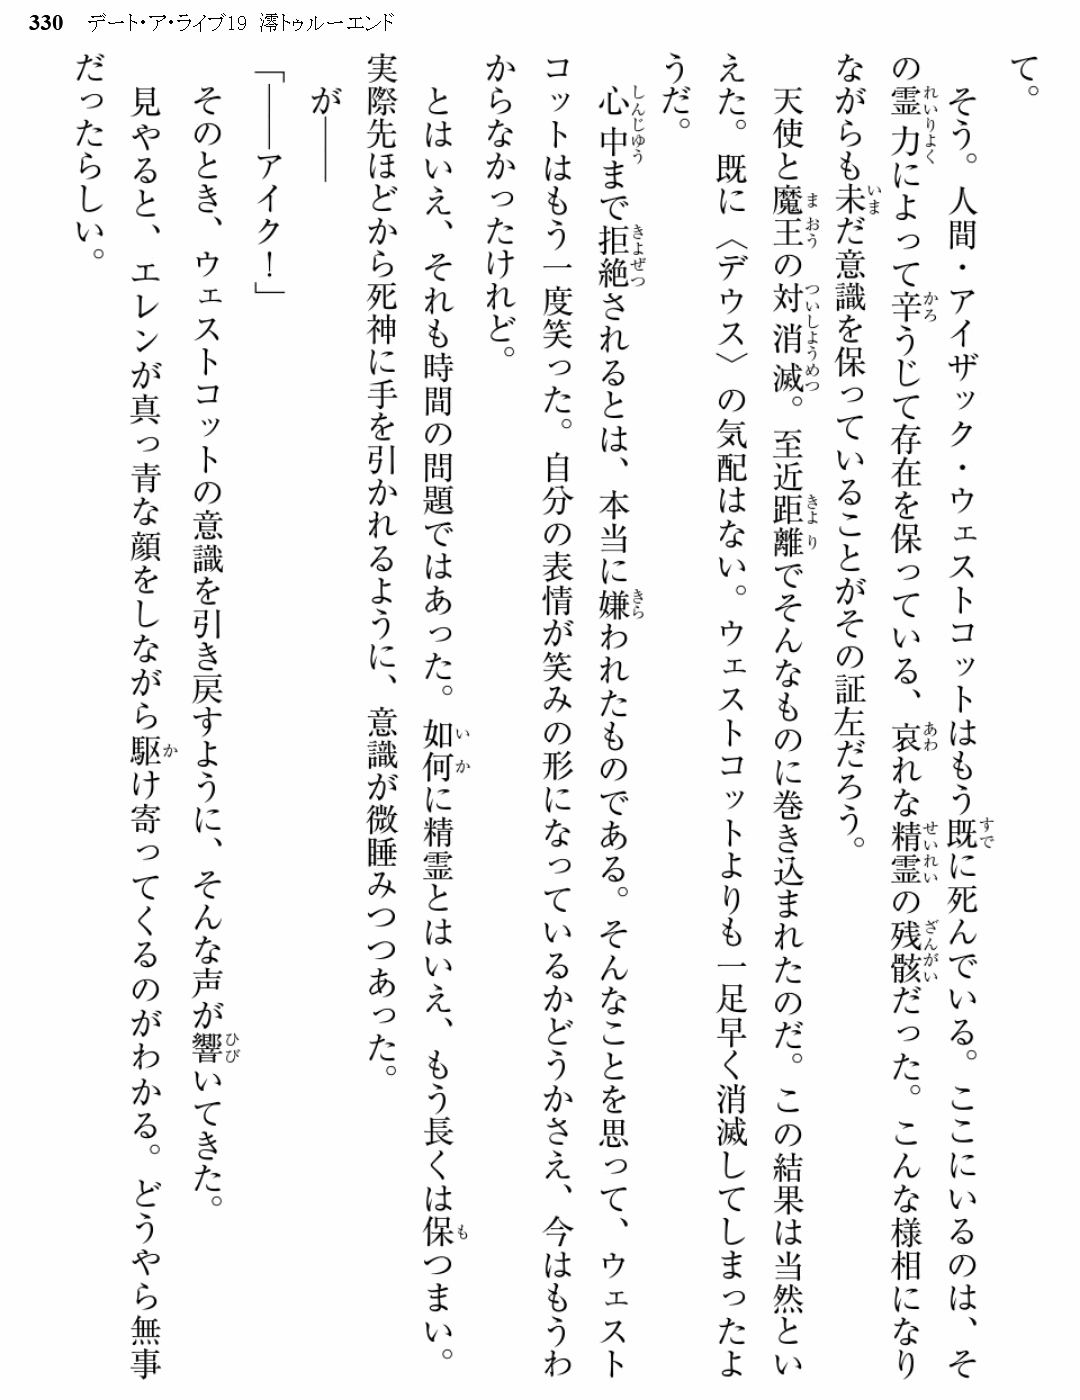 330 デート・ア・ライブ19 澪トゥルーエンド
て。
そう。人間・アイザック・ウェストコットはもう既に死んでいる。ここにいるのは、そ
の霊力によって辛うじて存在を保っている、哀れな精霊の残骸だった。こんな様相になり
ながらも未だ意識を保っていることがその証左だろう。
天使と魔王の対消滅。至近距離でそんなものに巻き込まれたのだ。この結果は当然とい
えた。既に〈デウス〉の気配はない。ウェストコットよりも一足早く消滅してしまったよ
うだ。
心中まで拒絶されるとは、本当に嫌われたものである。そんなことを思って、ウェスト
コットはもう一度笑った。自分の表情が笑みの形になっているかどうかさえ、今はもうわ
からなかったけれど。
とはいえ、それも時間の問題ではあった。如何に精霊とはいえ、もう長くは保つまい。
実際先ほどから死神に手を引かれるように、意識が微睡みつつあった。
が――
「――アイク！」
そのとき、ウェストコットの意識を引き戻すように、そんな声が響いてきた。
見やると、エレンが真っ青な顔をしながら駆け寄ってくるのがわかる。どうやら無事
だったらしい。